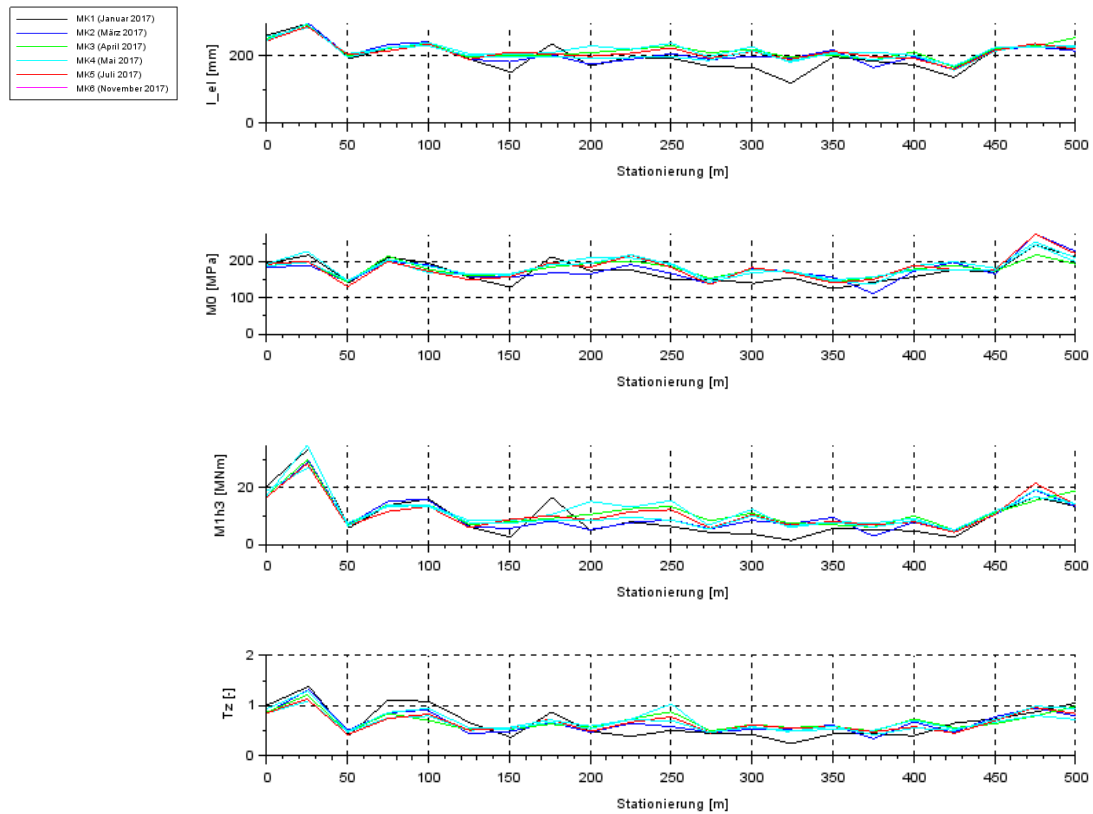 MK1 (Januar 2017)
MK2 (März 2017)
MK3 (April 2017)
MK4 (Mai 2017)
MK5 (Juli 2017)
MK6 (November 2017)
l_el [mm]
200
0
0 50 100 150 200 250 300 350 400 450 500
Stationierung [m]
M0 [MPa]
200
100
0
0 50 100 150 200 250 300 350 400 450 500
Stationierung [m]
M1h3 [MNm]
20
0
0 50 100 150 200 250 300 350 400 450 500
Stationierung [m]
Tz [-]
2
1
0
0 50 100 150 200 250 300 350 400 450 500
Stationierung [m]